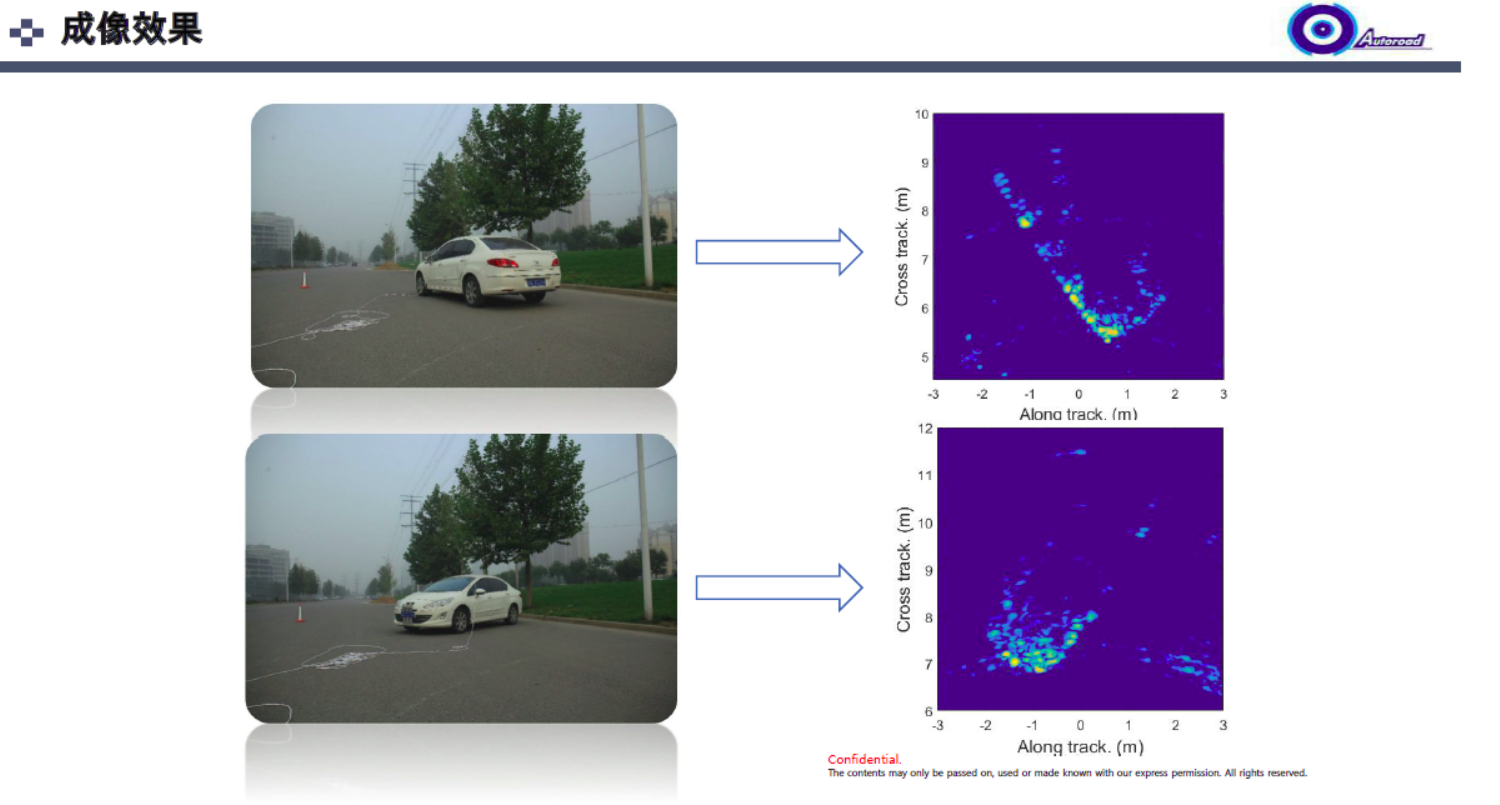 成像效果
Autoroad
10
9
8
7
6
5
Cross track. (m)
-3 -2 -1 0 1 2 3
Along track. (m)
12
11
10
9
8
7
6
Cross track. (m)
-3 -2 -1 0 1 2 3
Along track. (m)
Confidential.
The contents may only be passed on, used or made known with our express permission. All rights reserved.